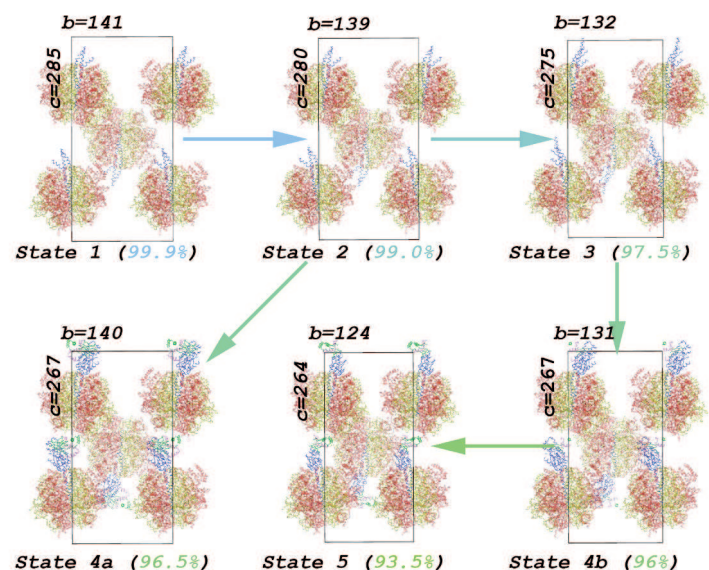 b=141
b=139
b=132
c=285
c=280
c=275
State 1 (99.9%)
State 2 (99.0%)
State 3 (97.5%)
b=140
b=124
b=131
c=267
c=264
c=267
State 4a (96.5%)
State 5 (93.5%)
State 4b (96%)